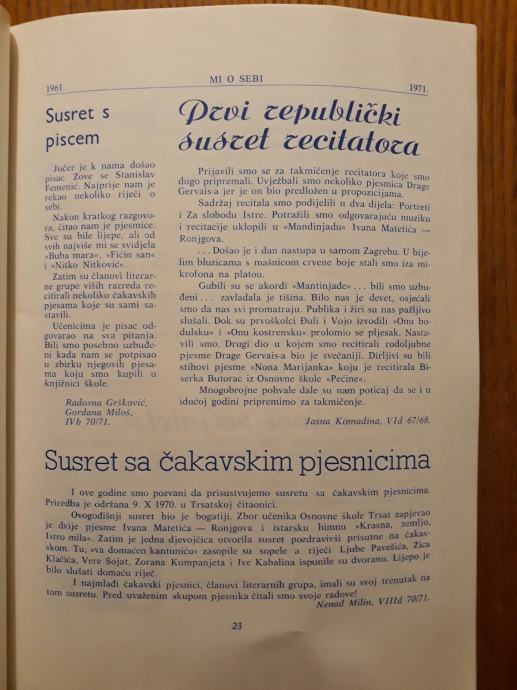 MI O SEBI
1961.
1971.
Susret s
piscem
Jučer je k nama došao
pisac. Zove se Stanislav
Femenić. Najprije nam je
rekao nekoliko riječi o
sebi.
Nakon kratkog razgovo-
ra, čitao nam je pjesmice.
Sve su bile lijepe, ali od
svih najviše mi se svidjela
»Buba mara«, »Fićin san«
i »Nitko Nitković«.
Zatim su članovi literar-
ne grupe viših razreda re-
citirali nekoliko čakavskih
pjesama koje su sami sa-
stavili.
Učenicima je pisac od-
govarao na sva pitanja.
Bili smo posebno uzbuđe-
ni kada nam se potpisao
u zbirku njegovih pjesa-
ma koju smo kupili u
knjižnici škole.
Radosna Gršković,
Gordana Miloš,
IVb 70/71.
Prvi republički
susret recitatora
Prijavili smo se za takmičenje recitatora koje smo
dugo pripremali. Uvježbali smo nekoliko pjesmica Drage
Gervais-a jer je on bio predložen u propozicijama.
Sadržaj recitala smo podijelili u dva dijela: Portreti
i Za slobodu Istre. Potražili smo odgovarajuću muziku
i recitacije uklopili u »Mandinjadu« Ivana Matetića —
Ronjgova.
... Došao je i dan nastupa u samom Zagrebu. U bije-
lim bluzicama s mašnicom crvene boje stali smo iza mi-
krofona na platou.
Gubili su se akordi »Mantinjade«... bili smo uzbu-
đeni... zavladala je tišina. Bilo nas je devet, osjećali
smo da nas svi promatraju. Publika i žiri su nas pažljivo
slušali. Dok su prvoškolci Đuli i Vojo izvodili »Onu bo-
dulsku« i »Onu kostrensku« prolomio se pljesak. Nasta-
vili smo. Drugi dio u kojem smo recitirali rodoljubne
pjesme Drage Gervais-a bio je svečaniji. Dirljivi su bili
stihovi pjesme »Nona Marijanka« koju je recitirala Bi-
serka Butorac iz Osnovne škole »Pećine«.
Mnogobrojne pohvale dale su nam poticaj da se i u
idućoj godini pripremimo za takmičenje.
Jasna Komadina, VId 67/68.
Susret sa čakavskim pjesnicima
I ove godine smo pozvani da prisustvujemo susretu sa čakavskim pjesnicima.
Priredba je održana 9. X 1970. u Trsatskoj čitaonici.
Ovogodišnji susret bio je bogatiji. Zbor učenika Osnovne škole Trsat zapjevao
je dvije pjesme Ivana Matetića — Ronjgova i istarsku himnu »Krasna, zemljo,
Istro mila«. Zatim je jedna djevojčica otvorila susret pozdravivši prisutne na čakav-
skom. Tu, »va domaćen kantuniću« zasopile su sopele a riječi Ljube Pavešića, Zica
Klačića, Vere Sojat, Zorana Kumpanjeta i Ive Kabalina ispunile su dvoranu. Lijepo je
bilo slušati domaću riječ.
I najmlađi čakavski pjesnici, članovi literarnih grupa, imali su svoj trenutak na
tom susretu. Pred uvaženim skupom pjesnika čitali smo svoje radove!
Nenad Milin, VIIId 70/71.
23